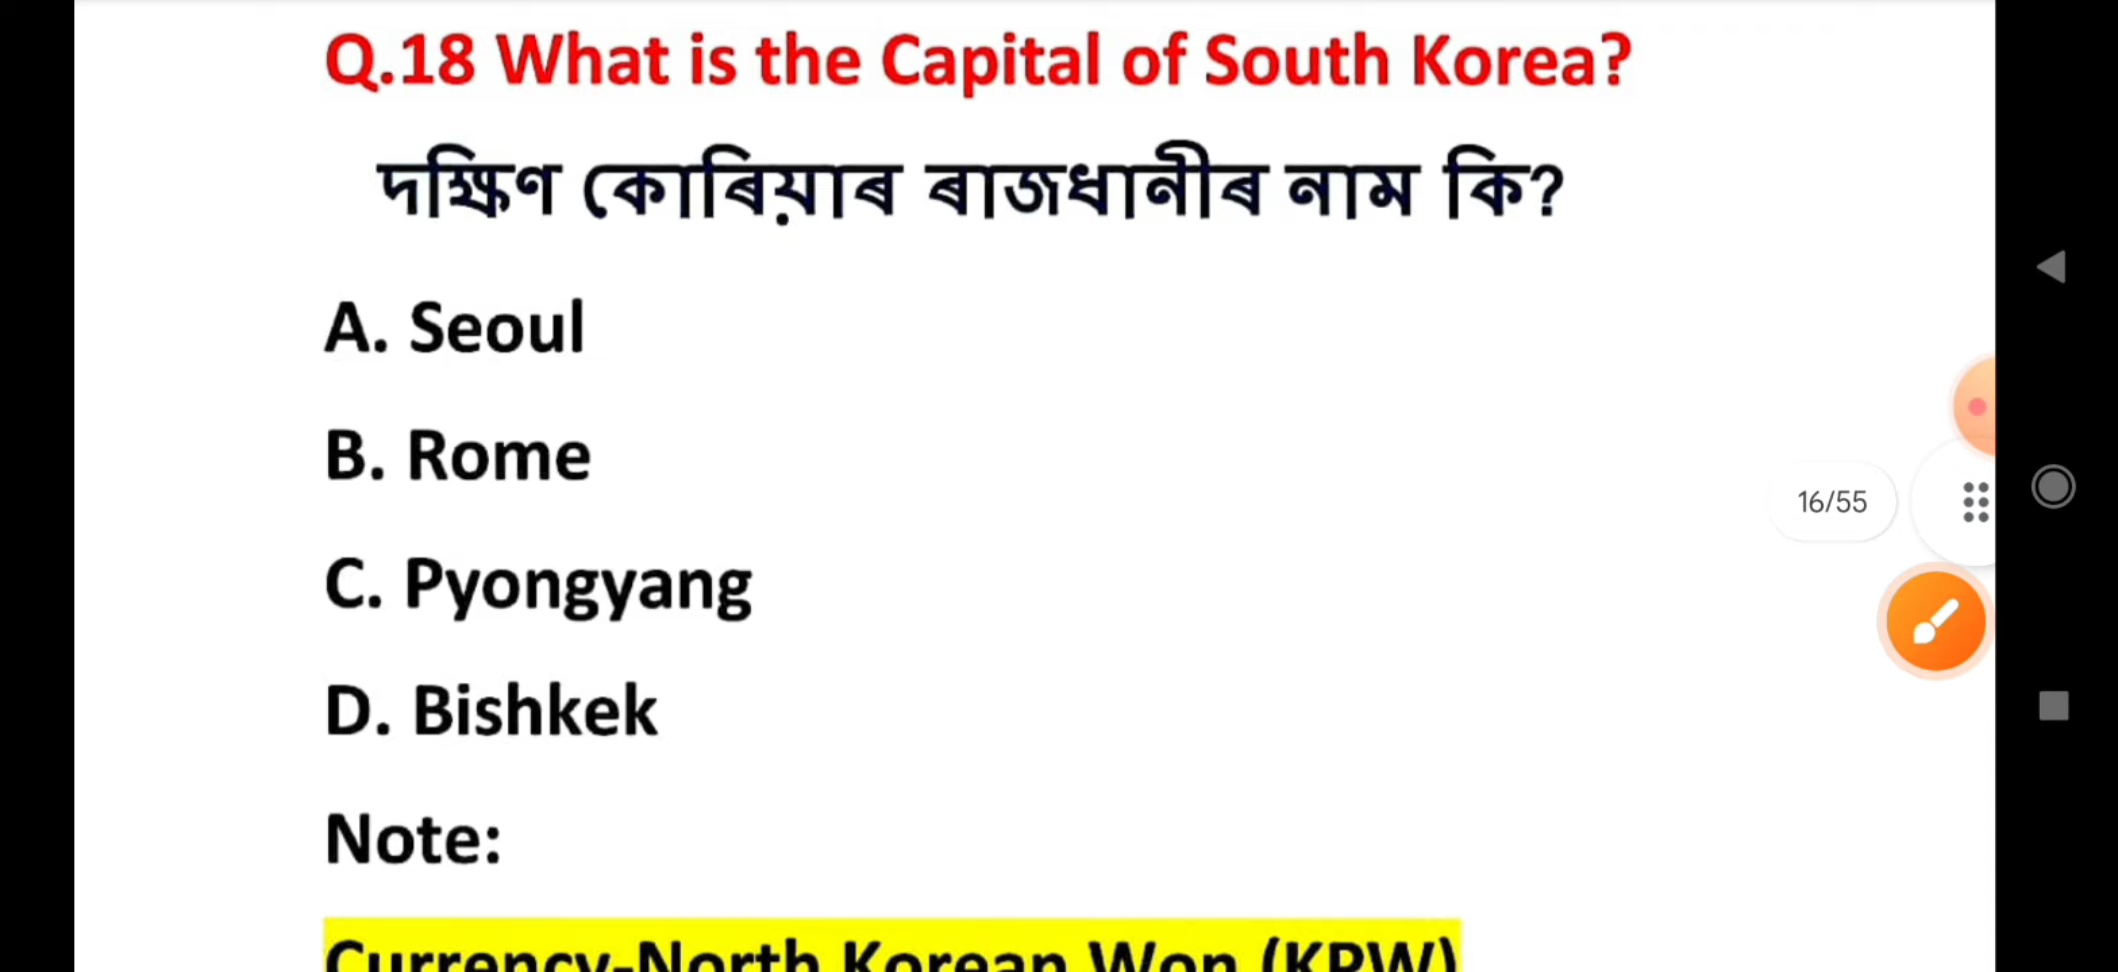 Q.18 What is the Capital of South Korea?
দক্ষিণ কোৰিয়াৰ ৰাজধানীৰ নাম কি?
A. Seoul
B. Rome
16/55
C. Pyongyang
D. Bishkek
Note:
Currency-North Korean Won (KPW)